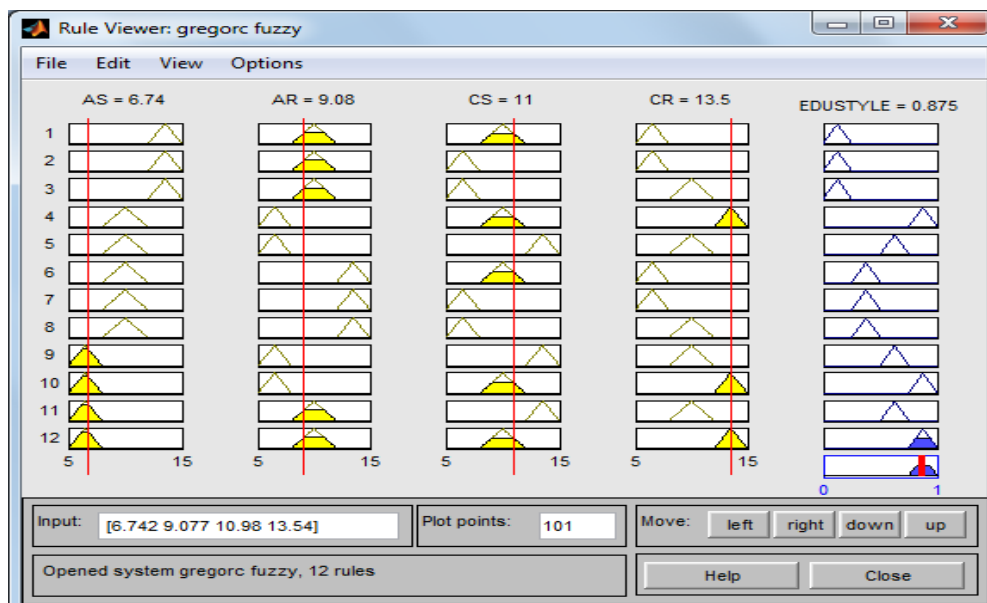 Rule Viewer: gregorc fuzzy
File Edit View Options
AS = 6.74 AR = 9.08 CS = 11 CR = 13.5 EDUSTYLE = 0.875
1
2
3
4
5
6
7
8
9
10
11
12
5 15 5 15 5 15 5 15
0 1
Input: [6.742 9.077 10.98 13.54] Plot points: 101 Move: left right down up
Opened system gregorc fuzzy, 12 rules Help Close